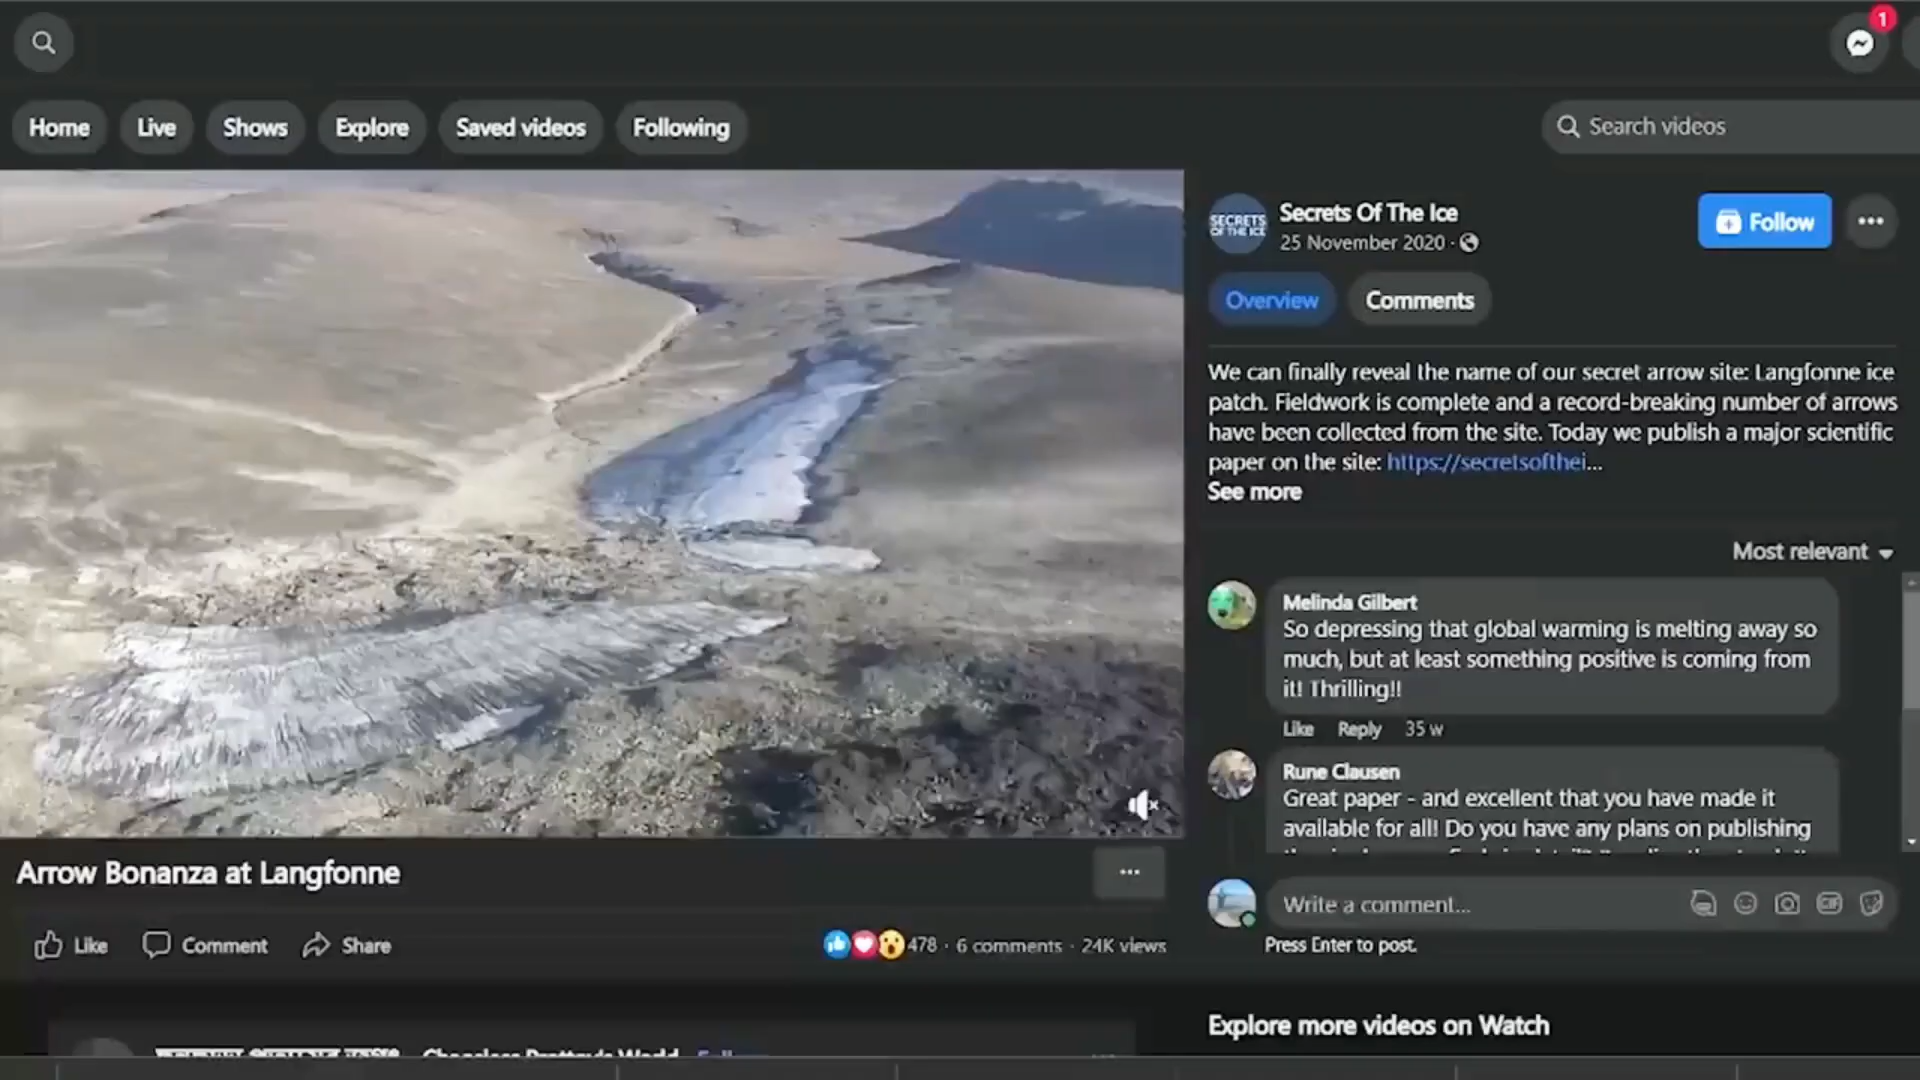 1
Home
Live
Shows
Explore
Saved videos
Following
Search videos
SECRETS
OF THE ICE
Secrets Of The Ice
25 November 2020 ·
Follow
Overview
Comments
We can finally reveal the name of our secret arrow site: Langfonne ice
patch. Fieldwork is complete and a record-breaking number of arrows
have been collected from the site. Today we publish a major scientific
paper on the site: https://secretsofthei...
See more
Most relevant
Melinda Gilbert
So depressing that global warming is melting away so
much, but at least something positive is coming from
it! Thrilling!!
Like Reply 35 w
Rune Clausen
Great paper - and excellent that you have made it
available for all! Do you have any plans on publishing
Arrow Bonanza at Langfonne
Like
Comment
Share
478 · 6 comments · 24K views
Write a comment...
GIF
Press Enter to post.
Explore more videos on Watch